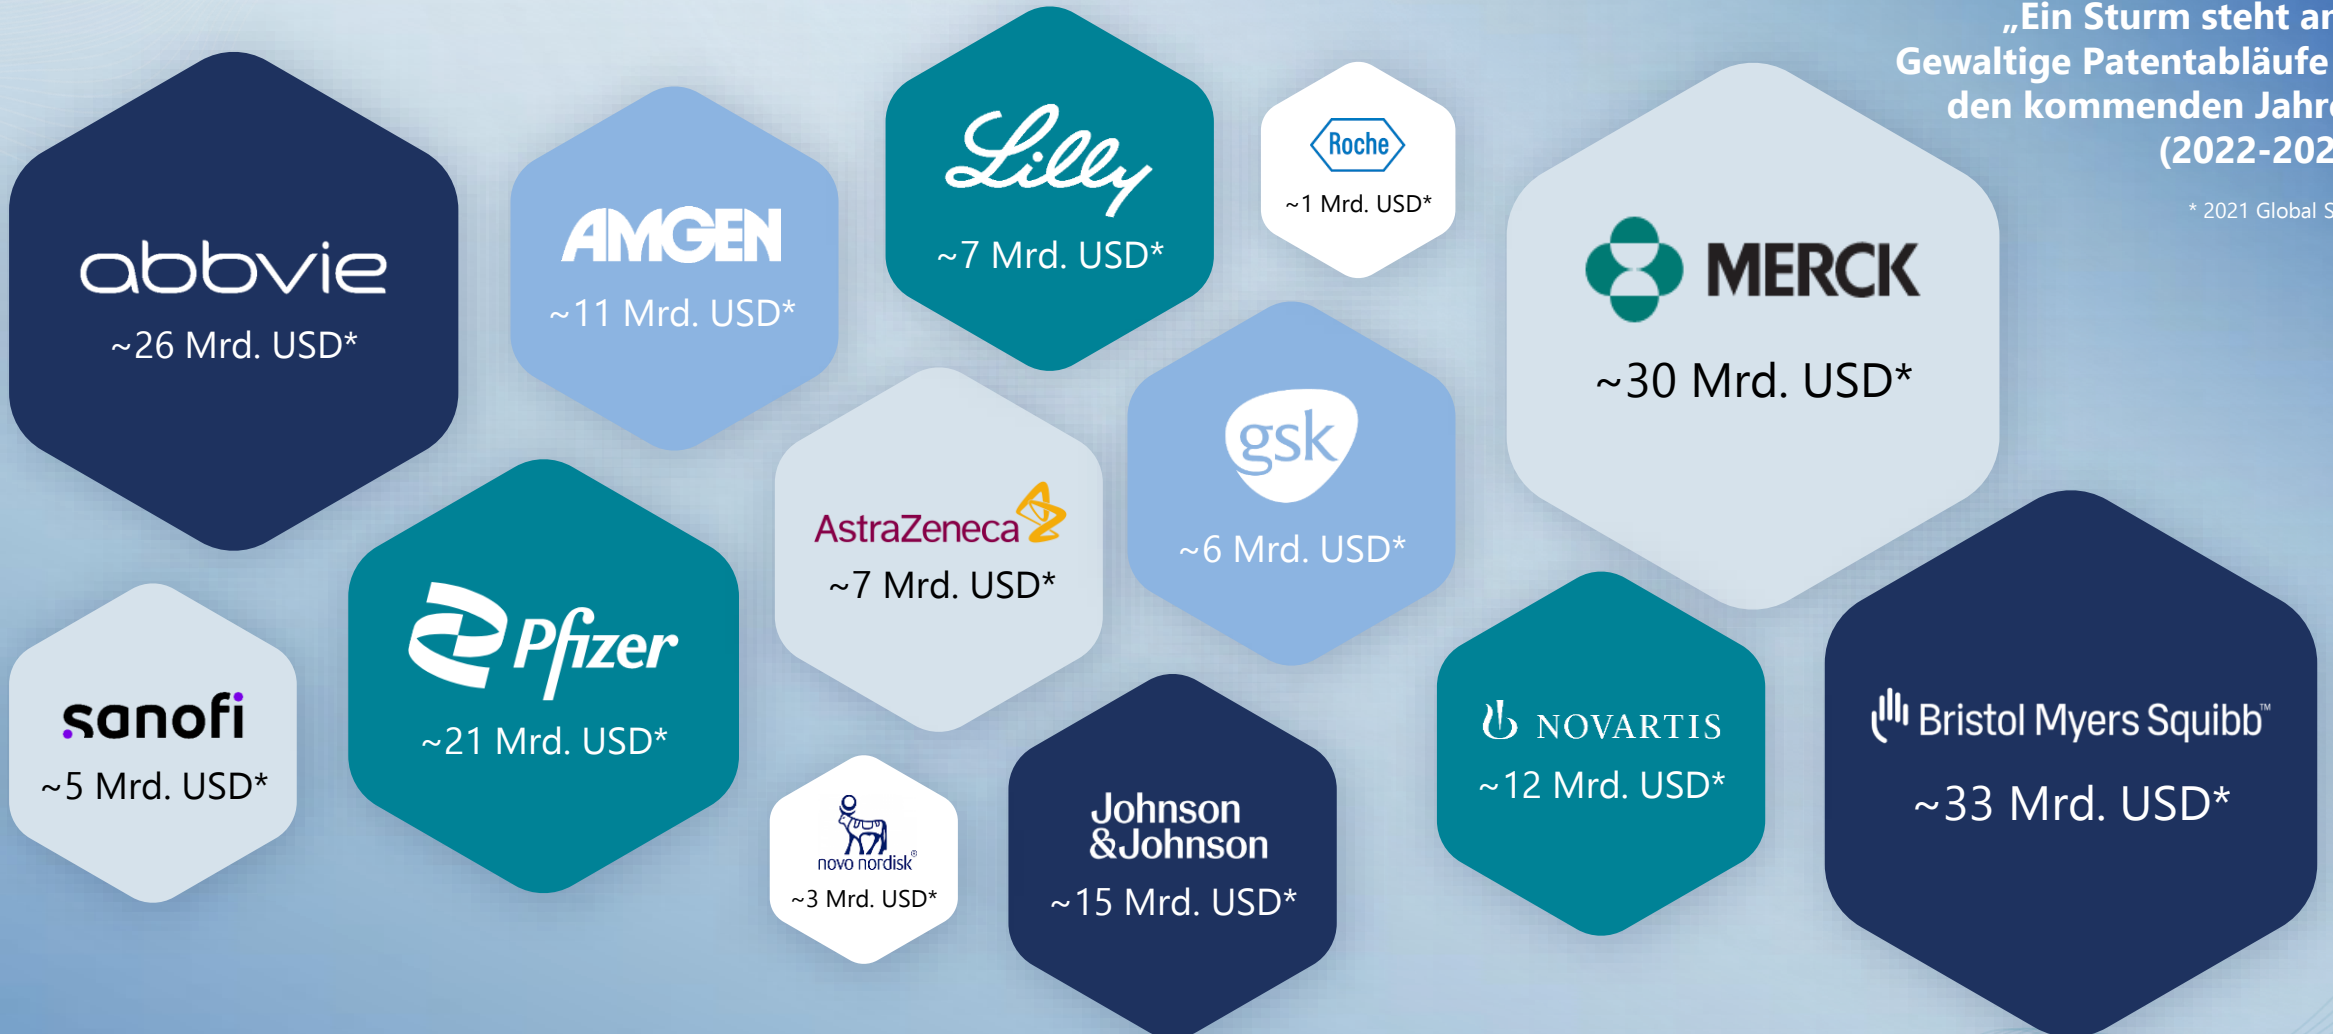 „Ein Sturm steht an
Gewaltige Patentabläufe
den kommenden Jahre
(2022-202
* 2021 Global S
abbvie
~26 Mrd. USD*
AMGEN
~11 Mrd. USD*
Lilly
~7 Mrd. USD*
Roche
~1 Mrd. USD*
MERCK
~30 Mrd. USD*
gsk
~6 Mrd. USD*
AstraZeneca
~7 Mrd. USD*
sanofi
~5 Mrd. USD*
Pfizer
~21 Mrd. USD*
novo nordisk®
~3 Mrd. USD*
Johnson
&Johnson
~15 Mrd. USD*
NOVARTIS
~12 Mrd. USD*
Bristol Myers Squibb™
~33 Mrd. USD*